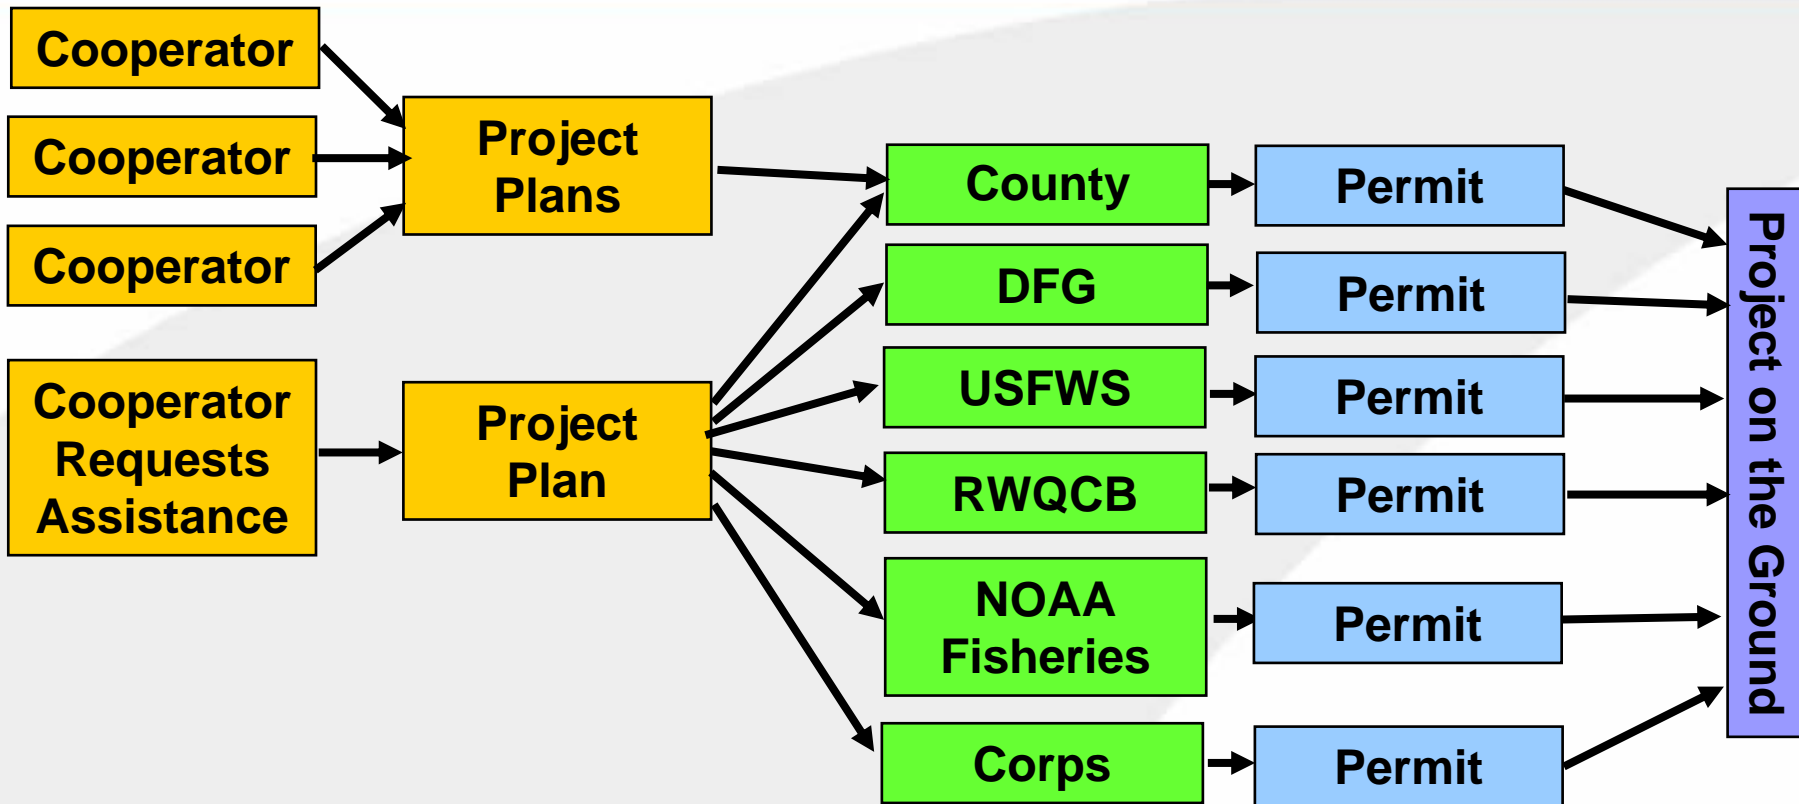 Cooperator
Cooperator
Cooperator
Project
Plans
Cooperator
Requests
Assistance
Project
Plan
County
Permit
DFG
Permit
USFWS
Permit
RWQCB
Permit
NOAA
Fisheries
Permit
Corps
Permit
Project on the Ground